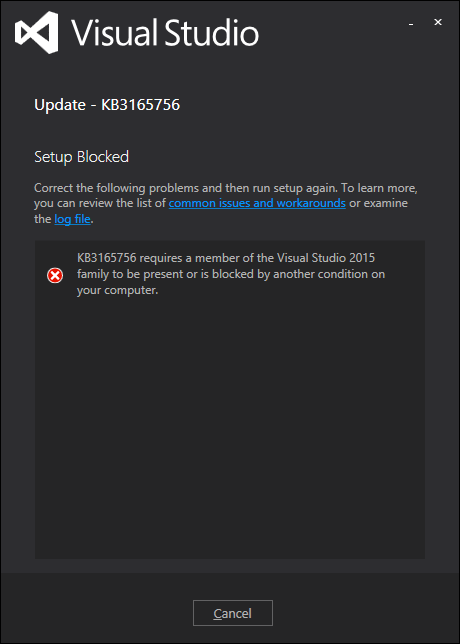 Visual Studio
Update - KB3165756
Setup Blocked
Correct the following problems and then run setup again. To learn more,
you can review the list of common issues and workarounds or examine
the log file.
KB3165756 requires a member of the Visual Studio 2015
family to be present or is blocked by another condition on
your computer.
Cancel